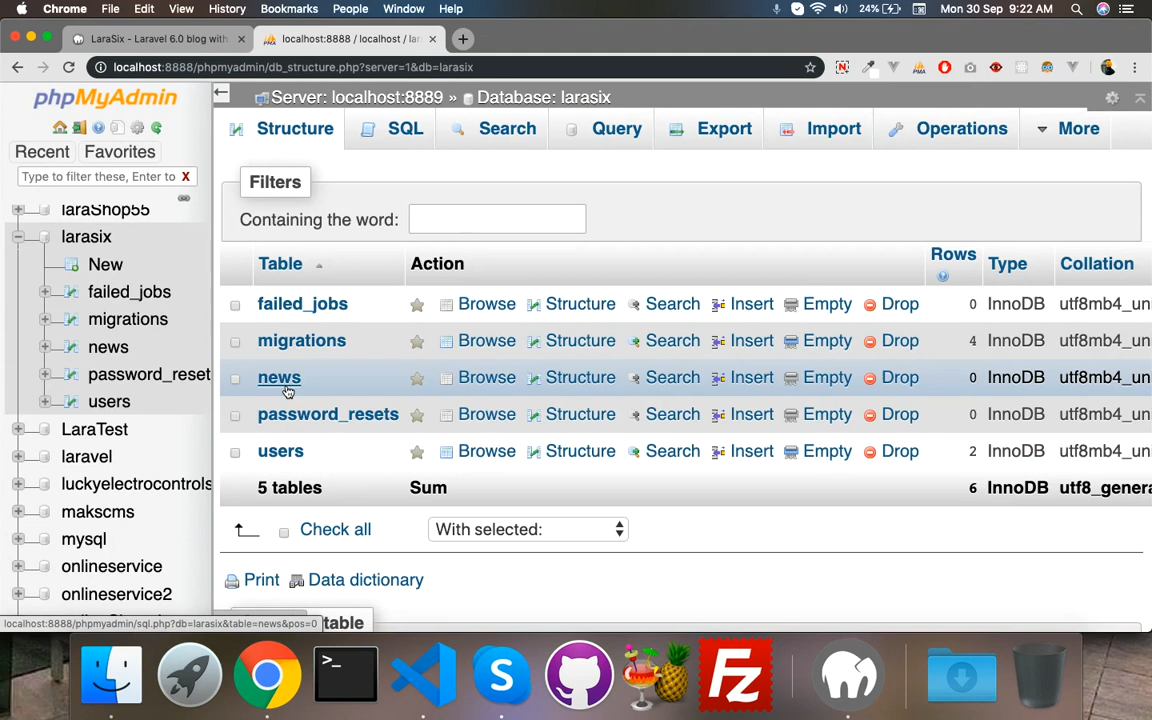 Chrome File Edit View History Bookmarks People Window Help 24% Mon 30 Sep 9:22 AM
LaraSix - Laravel 6.0 blog with × localhost:8888 / localhost / lar × +
localhost:8888/phpmyadmin/db_structure.php?server=1&db=larasix
phpMyAdmin
Server: localhost:8889 » Database: larasix
Structure SQL Search Query Export Import Operations More
Recent Favorites
Type to filter these, Enter to X
Filters
Containing the word:
laraShop55
larasix
New
failed_jobs
migrations
news
password_reset
users
LaraTest
laravel
luckyelectrocontrols
makscms
mysql
onlineservice
onlineservice2
Table Action Rows Type Collation
failed_jobs Browse Structure Search Insert Empty Drop 0 InnoDB utf8mb4_un
migrations Browse Structure Search Insert Empty Drop 4 InnoDB utf8mb4_un
news Browse Structure Search Insert Empty Drop 0 InnoDB utf8mb4_un
password_resets Browse Structure Search Insert Empty Drop 0 InnoDB utf8mb4_un
users Browse Structure Search Insert Empty Drop 2 InnoDB utf8mb4_un
5 tables Sum 6 InnoDB utf8_genera
Check all With selected:
Print Data dictionary
table
localhost:8888/phpmyadmin/sql.php?db=larasix&table=news&pos=0
>_
Fz